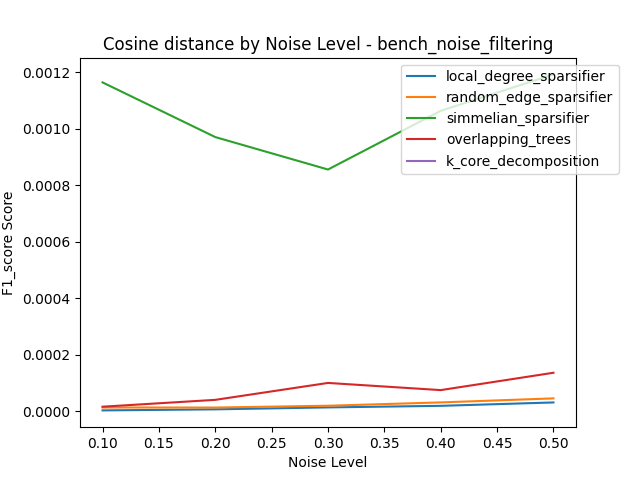 Cosine distance by Noise Level - bench_noise_filtering
local_degree_sparsifier
random_edge_sparsifier
simmelian_sparsifier
overlapping_trees
k_core_decomposition
F1_score Score
0.0012
0.0010
0.0008
0.0006
0.0004
0.0002
0.0000
0.10 0.15 0.20 0.25 0.30 0.35 0.40 0.45 0.50
Noise Level